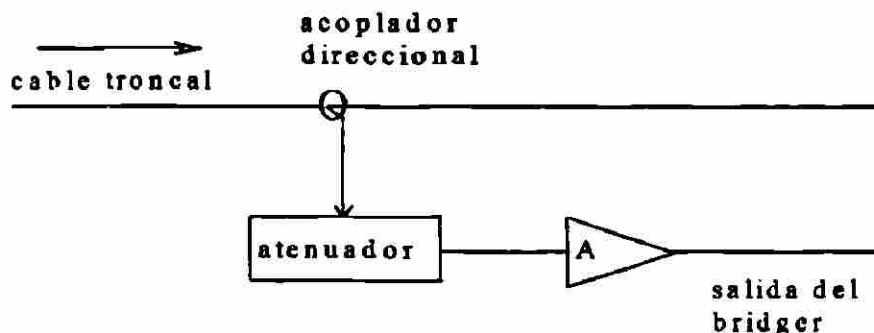 acoplador
direccional
cable troncal
atenuador
A
salida del
bridger